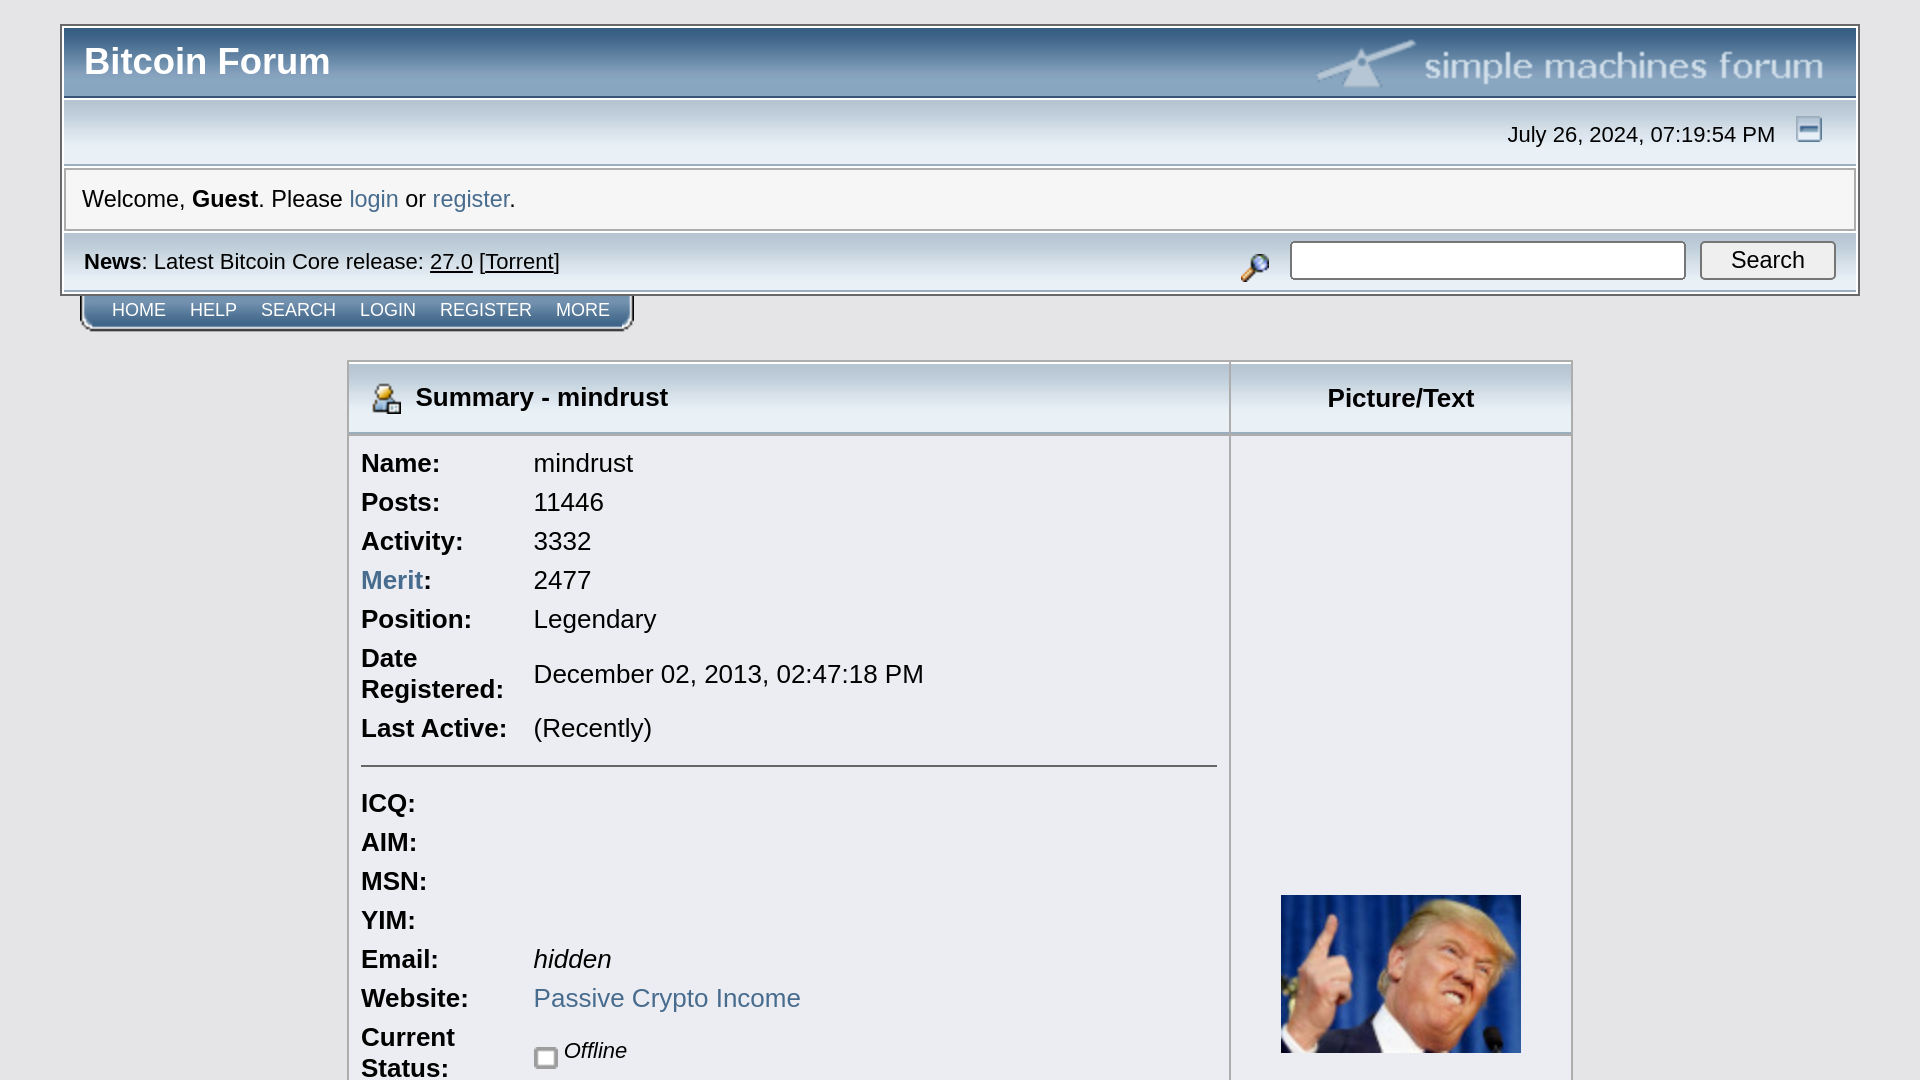 Bitcoin Forum
simple machines forum
July 26, 2024, 07:19:54 PM
Welcome, Guest. Please login or register.
News: Latest Bitcoin Core release: 27.0 [Torrent]
Search
HOME HELP SEARCH LOGIN REGISTER MORE
Summary - mindrust
Picture/Text
Name: mindrust
Posts: 11446
Activity: 3332
Merit: 2477
Position: Legendary
Date Registered: December 02, 2013, 02:47:18 PM
Last Active: (Recently)
ICQ:
AIM:
MSN:
YIM:
Email: hidden
Website: Passive Crypto Income
Current Status: Offline